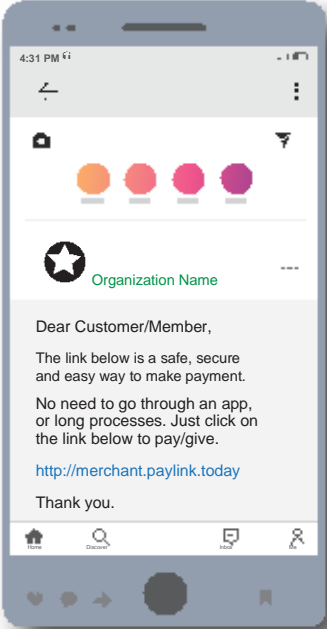 4:31 PM
Organization Name
Dear Customer/Member,
The link below is a safe, secure
and easy way to make payment.
No need to go through an app,
or long processes. Just click on
the link below to pay/give.
http://merchant.paylink.today
Thank you.
Home
Discover
Inbox
Me